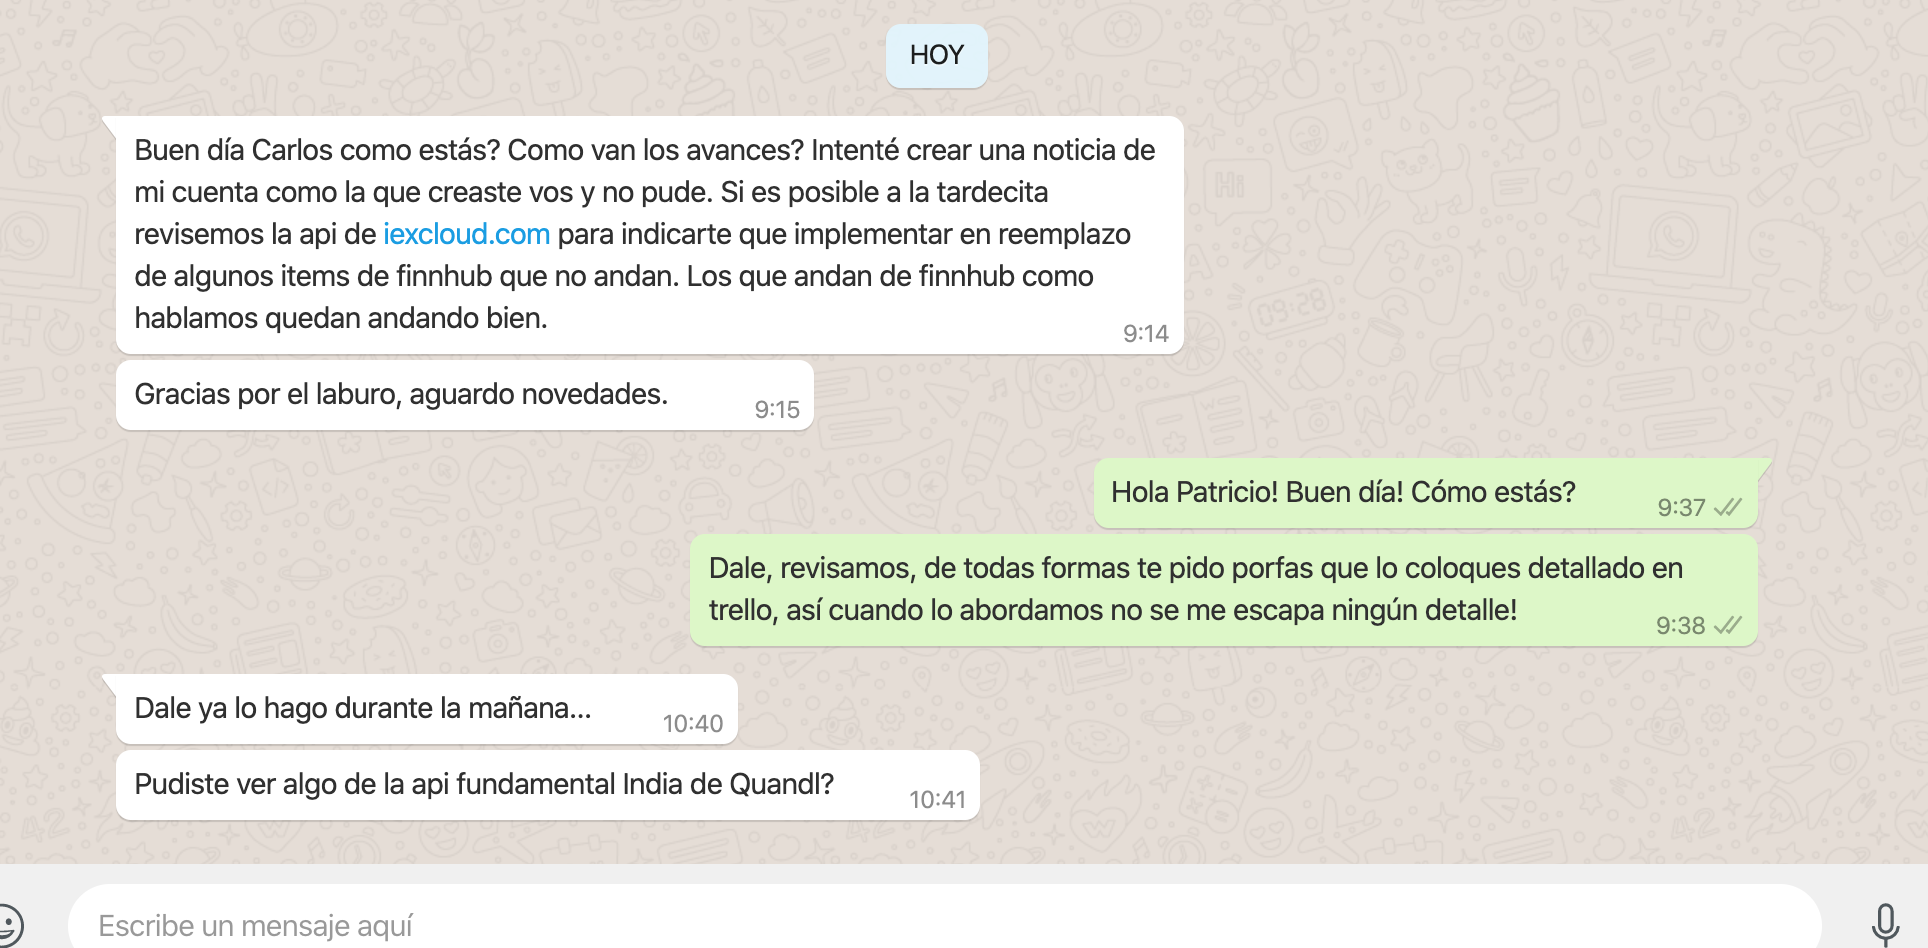 HOY
Buen día Carlos como estás? Como van los avances? Intenté crear una noticia de
mi cuenta como la que creaste vos y no pude. Si es posible a la tardecita
revisemos la api de iexcloud.com para indicarte que implementar en reemplazo
de algunos items de finnhub que no andan. Los que andan de finnhub como
hablamos quedan andando bien.
9:14
Gracias por el laburo, aguardo novedades.
9:15
Hola Patricio! Buen día! Cómo estás?
9:37
Dale, revisamos, de todas formas te pido porfas que lo coloques detallado en
trello, así cuando lo abordamos no se me escapa ningún detalle!
9:38
Dale ya lo hago durante la mañana...
10:40
Pudiste ver algo de la api fundamental India de Quandl?
10:41
Escribe un mensaje aquí